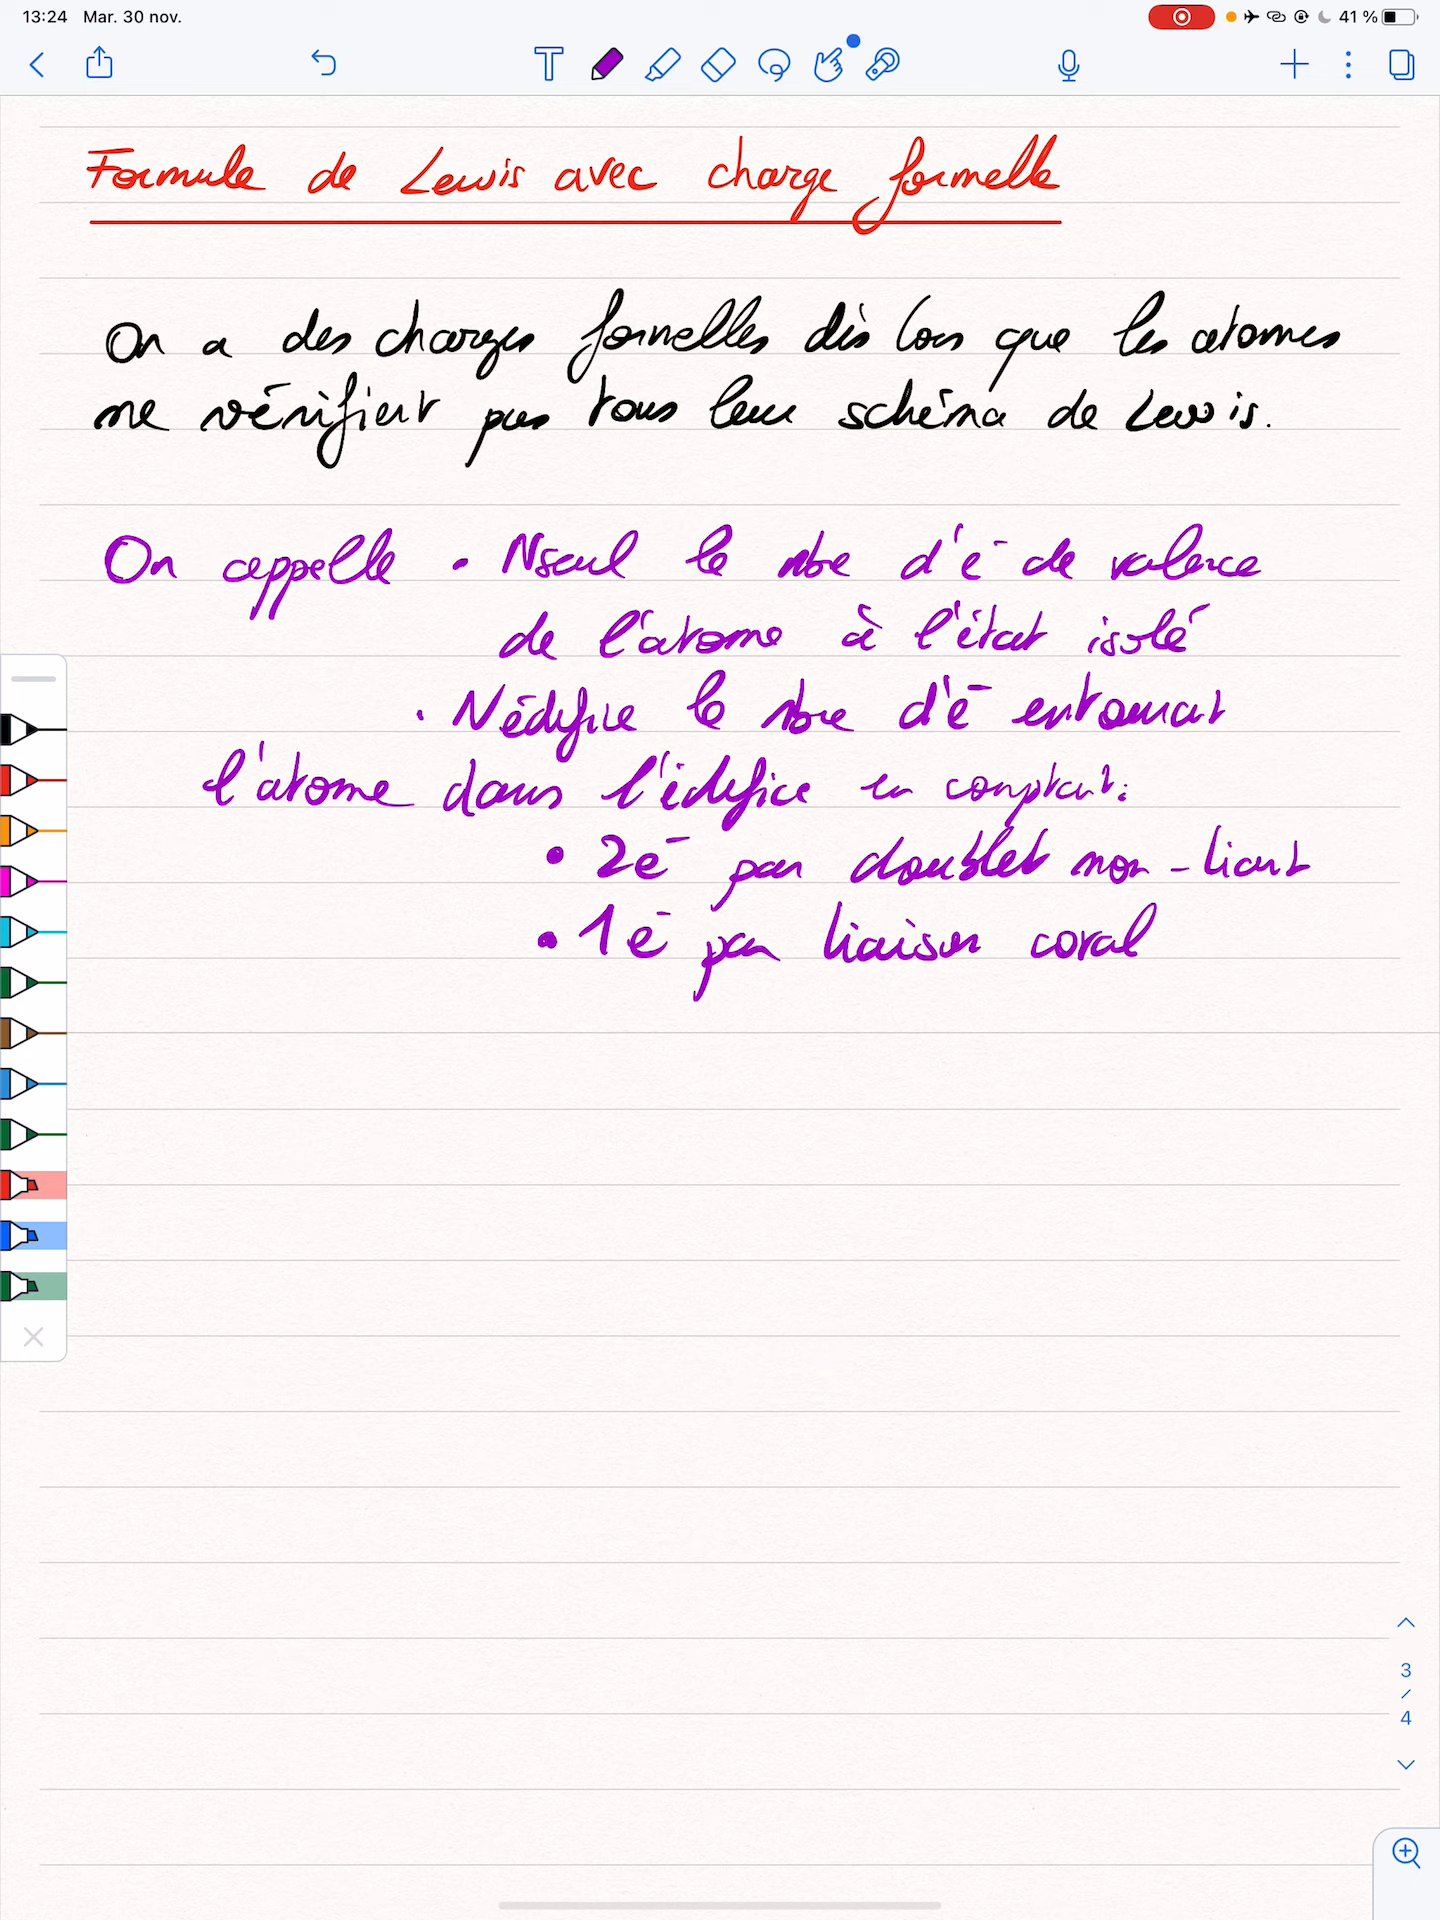 13:24 Mar. 30 nov. 41 %
T
Formule de Lewis avec charge formelle
On a des charges formelles dès lors que les atomes
ne vérifient pas tous leur schéma de Lewis.
On appelle • Nseul le nbre d'e- de valence
de l'atome à l'état isolé
• Nédifice le nbre d'e- entourant
l'atome dans l'édifice en comptant :
• 2e- par doublet non-liant
• 1e- par liaison coval
3
/
4